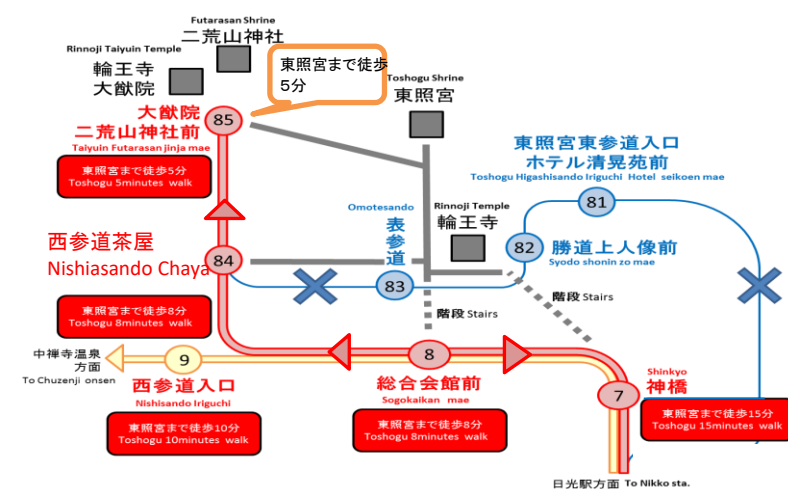 Futarasan Shrine
二荒山神社
Rinnoji Taiyuin Temple
輪王寺
大猷院
東照宮まで徒歩
5分
Toshogu Shrine
東照宮
大猷院
二荒山神社前
Taiyuin Futarasan jinja mae
85
東照宮まで徒歩5分
Toshogu 5minutes walk
東照宮東参道入口
ホテル清晃苑前
Toshogu Higashisando Iriguchi Hotel seikoen mae
81
Omotesando
表参道
83
Rinnoji Temple
輪王寺
82
勝道上人像前
Syodo shonin zo mae
西参道茶屋
Nishiasando Chaya
84
階段 Stairs
階段 Stairs
東照宮まで徒歩8分
Toshogu 8minutes walk
中禅寺温泉
方面
To Chuzenji onsen
9
西参道入口
Nishisando Iriguchi
東照宮まで徒歩10分
Toshogu 10minutes walk
8
総合会館前
Sogokaikan mae
東照宮まで徒歩8分
Toshogu 8minutes walk
Shinkyo
神橋
7
東照宮まで徒歩15分
Toshogu 15minutes walk
日光駅方面 To Nikko sta.